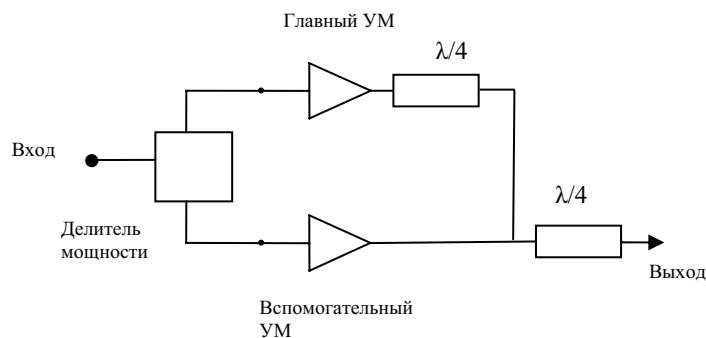 Главный УМ
λ/4
Вход
λ/4
Делитель
мощности
Выход
Вспомогательный
УМ